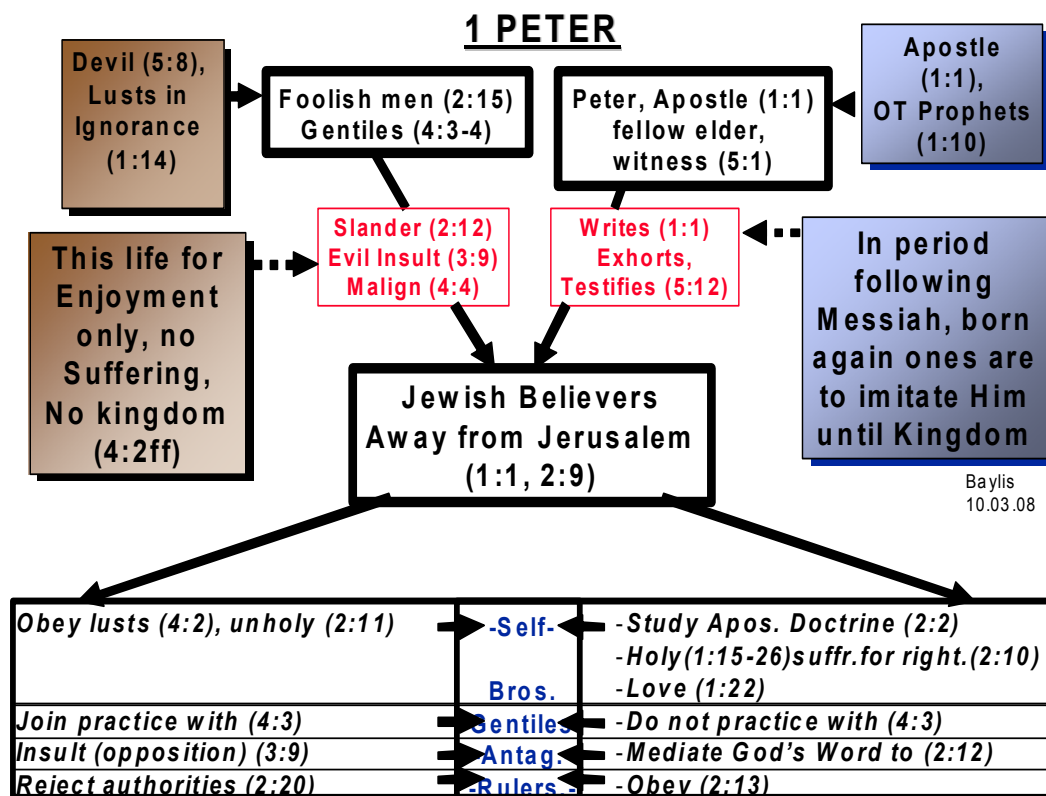 1 PETER
Devil (5:8),
Lusts in
Ignorance
(1:14)
Foolish men (2:15)
Gentiles (4:3-4)
Peter, Apostle (1:1)
fellow elder,
witness (5:1)
Apostle
(1:1),
OT Prophets
(1:10)
This life for
Enjoyment
only, no
Suffering,
No kingdom
(4:2ff)
Slander (2:12)
Evil Insult (3:9)
Malign (4:4)
Writes (1:1)
Exhorts,
Testifies (5:12)
In period
following
Messiah, born
again ones are
to imitate Him
until Kingdom
Jewish Believers
Away from Jerusalem
(1:1, 2:9)
Baylis
10.03.08
Obey lusts (4:2), unholy (2:11)
-Self-
-Study Apos. Doctrine (2:2)
-Holy(1:15-26)suffr.for right.(2:10)
Bros.
-Love (1:22)
Join practice with (4:3)
Gentiles
-Do not practice with (4:3)
Insult (opposition) (3:9)
-Antag.
-Mediate God's Word to (2:12)
Reject authorities (2:20)
-Rulers.-
-Obey (2:13)